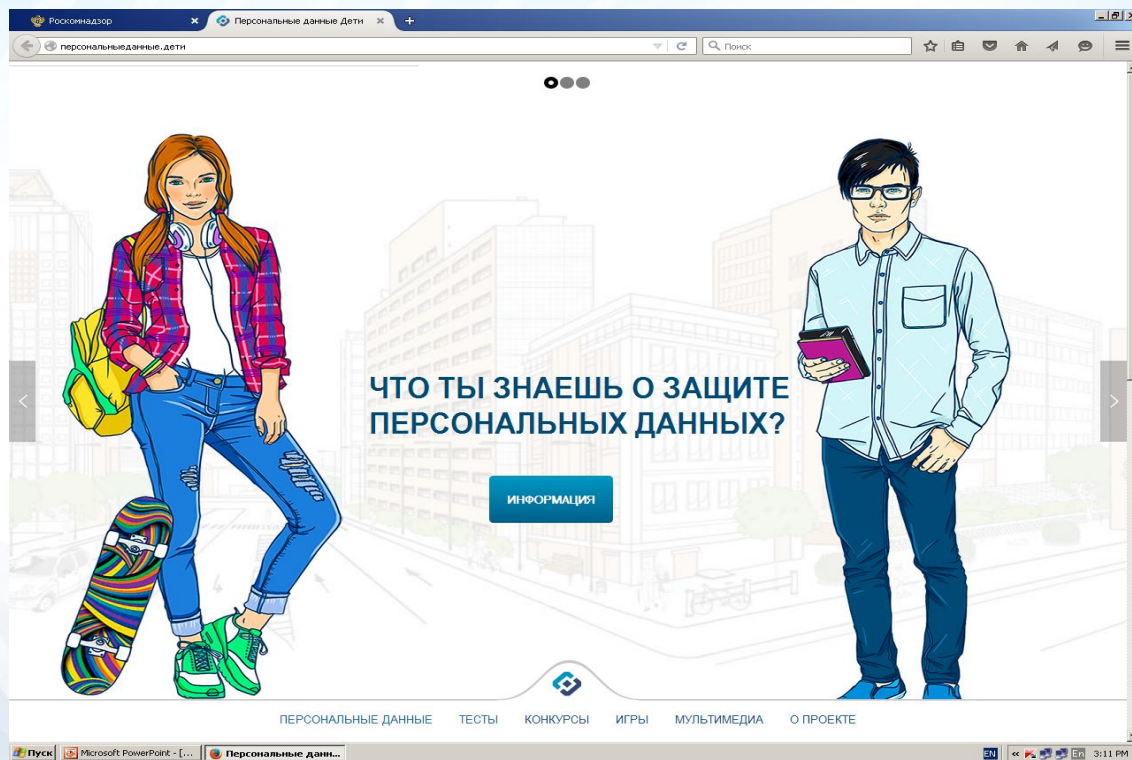 Роскомнадзор
Персональные данные Дети
персональныеданные.дети
Поиск
ЧТО ТЫ ЗНАЕШЬ О ЗАЩИТЕ
ПЕРСОНАЛЬНЫХ ДАННЫХ?
ИНФОРМАЦИЯ
ПЕРСОНАЛЬНЫЕ ДАННЫЕ ТЕСТЫ КОНКУРСЫ ИГРЫ МУЛЬТИМЕДИА О ПРОЕКТЕ
Пуск Microsoft PowerPoint - [... Персональные данн... EN « En 3:11 PM